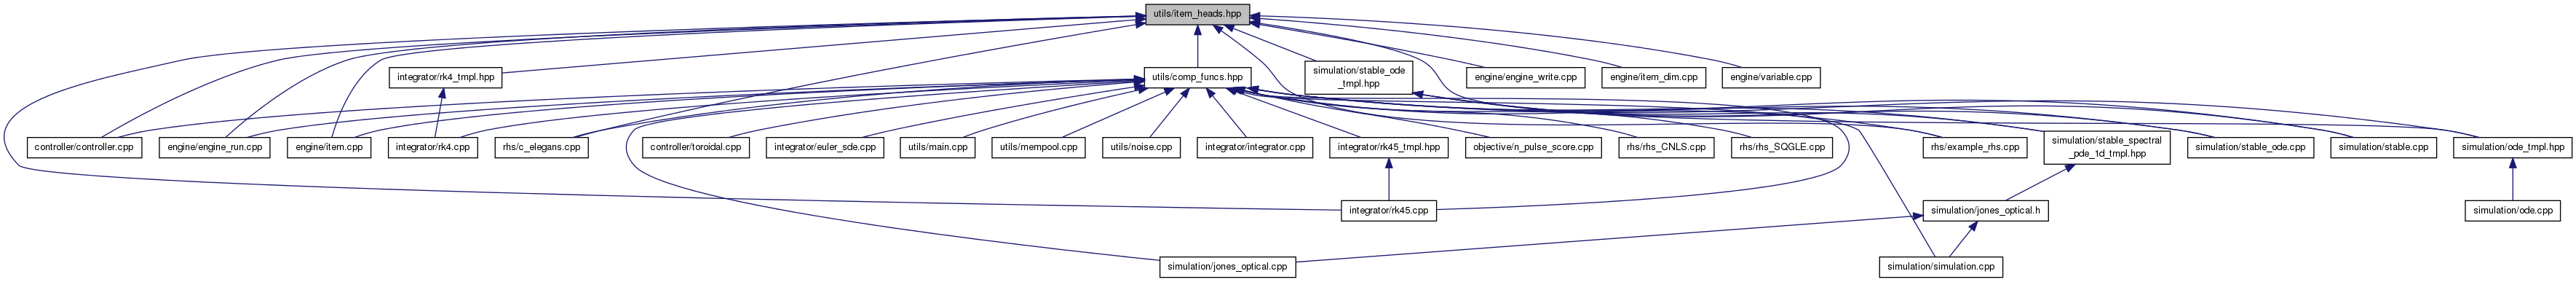 utils/item_heads.hpp
integrator/rk4_tmpl.hpp
utils/comp_funcs.hpp
simulation/stable_ode
_tmpl.hpp
engine/engine_write.cpp
engine/item_dim.cpp
engine/variable.cpp
controller/controller.cpp
engine/engine_run.cpp
engine/item.cpp
integrator/rk4.cpp
rhs/c_elegans.cpp
controller/toroidal.cpp
integrator/euler_sde.cpp
utils/main.cpp
utils/mempool.cpp
utils/noise.cpp
integrator/integrator.cpp
integrator/rk45_tmpl.hpp
objective/n_pulse_score.cpp
rhs/rhs_CNLS.cpp
rhs/rhs_SQGLE.cpp
rhs/example_rhs.cpp
simulation/stable_spectral
_pde_1d_tmpl.hpp
simulation/stable_ode.cpp
simulation/stable.cpp
simulation/ode_tmpl.hpp
integrator/rk45.cpp
simulation/jones_optical.h
simulation/ode.cpp
simulation/jones_optical.cpp
simulation/simulation.cpp